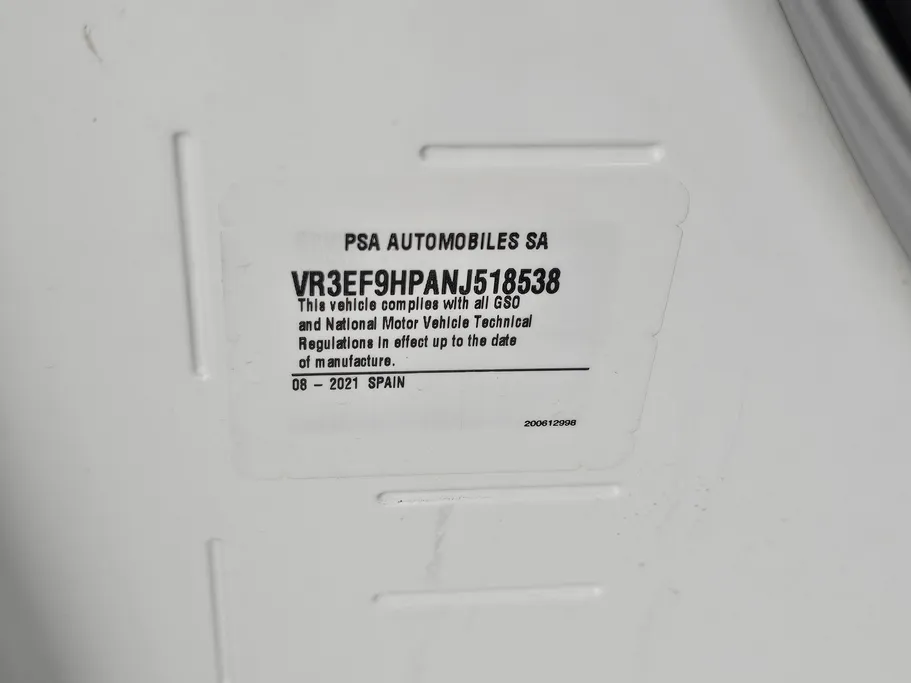 PSA AUTOMOBILES SA
VR3EF9HPANJ518538
This vehicle complies with all GSO
and National Motor Vehicle Technical
Regulations in effect up to the date
of manufacture.
08 - 2021 SPAIN
200612998